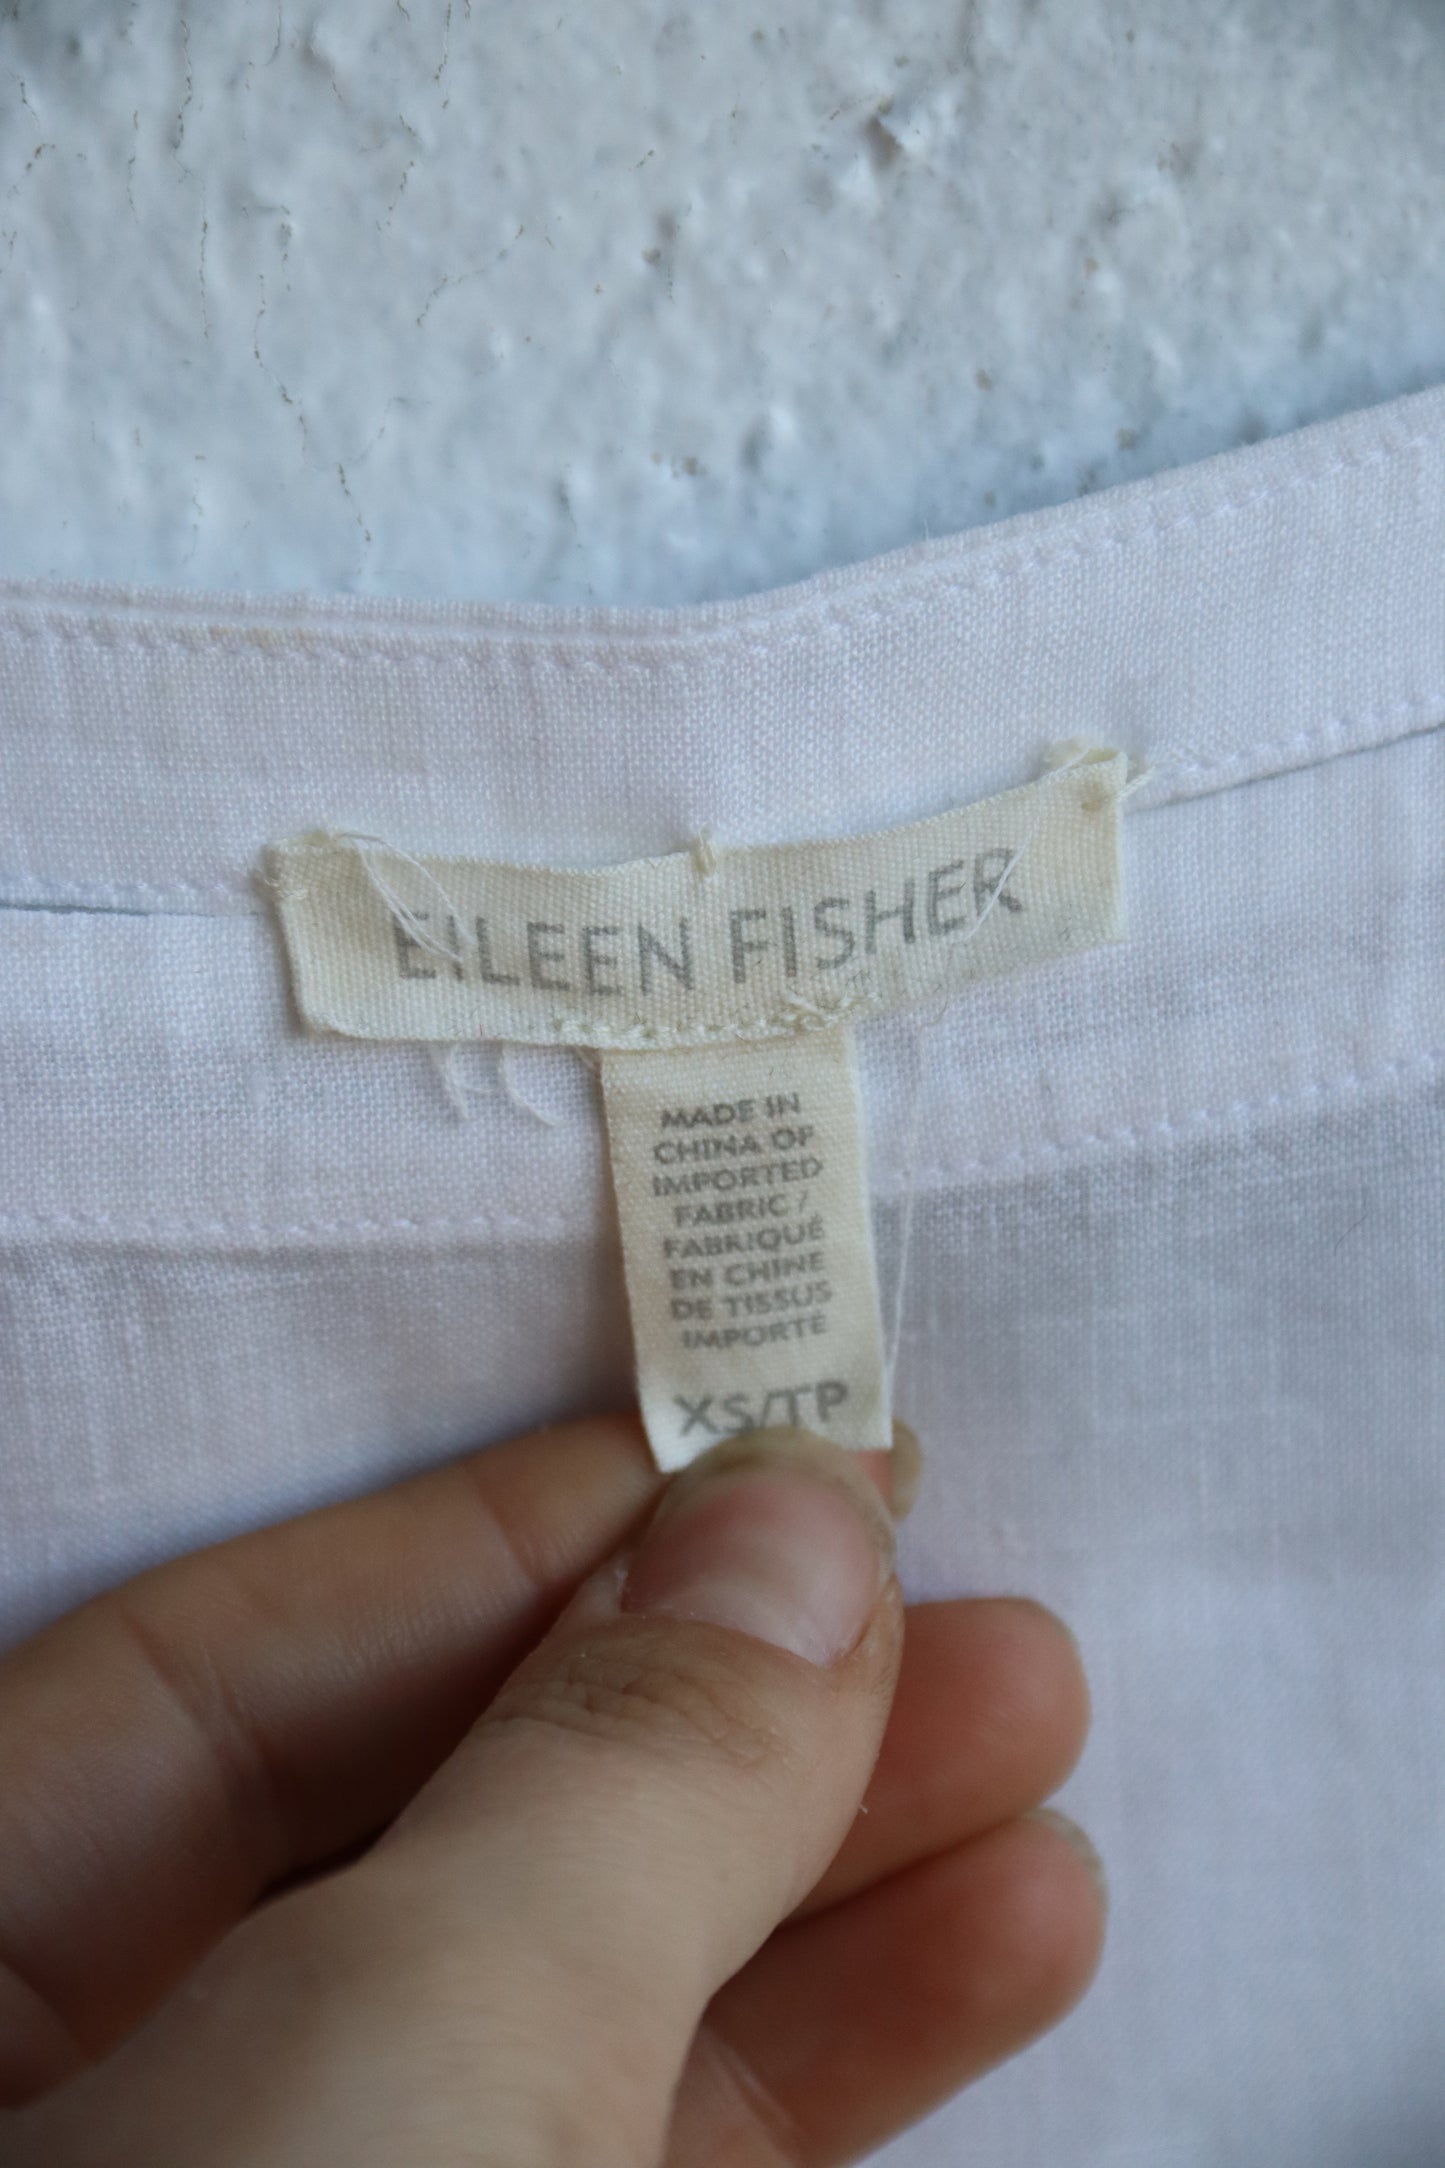 EILEEN FISHER
MADE IN
CHINA OF
IMPORTED
FABRIC /
FABRIQUÉ
EN CHINE
DE TISSUS
IMPORTÉ
XS/TP